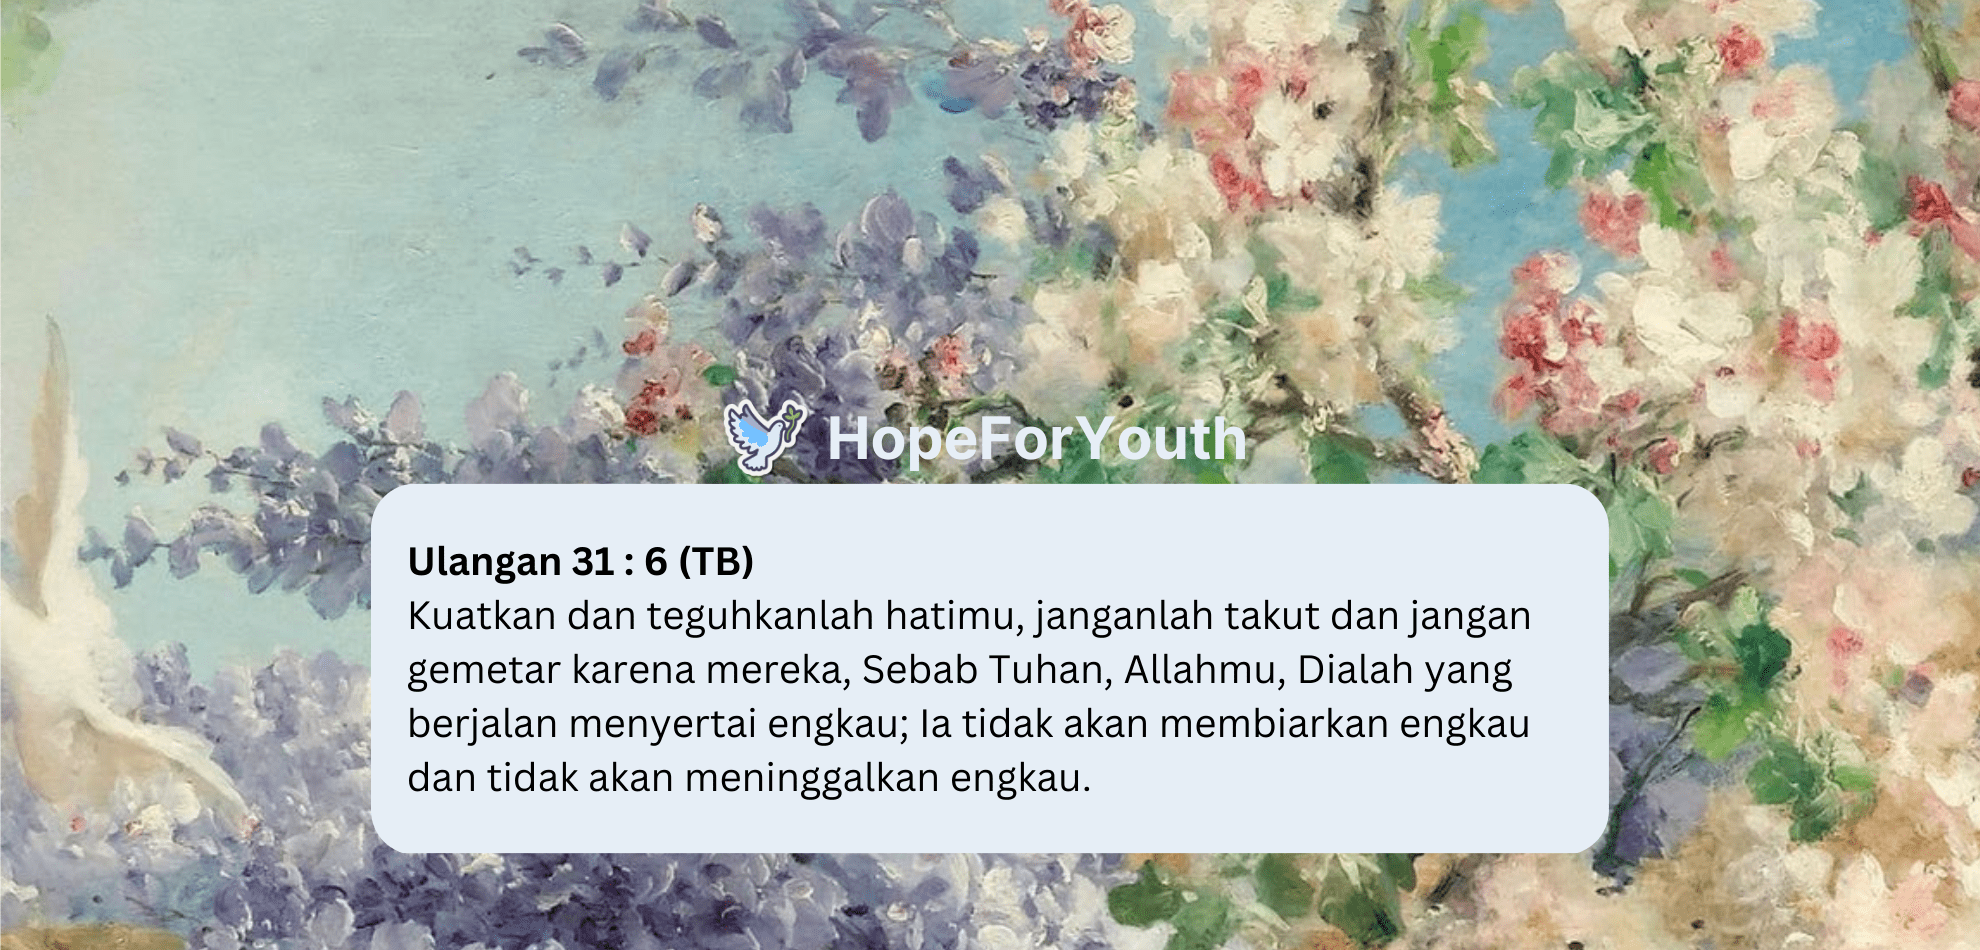 HopeForYouth
Ulangan 31 : 6 (TB)
Kuatkan dan teguhkanlah hatimu, janganlah takut dan jangan
gemetar karena mereka, Sebab Tuhan, Allahmu, Dialah yang
berjalan menyertai engkau; Ia tidak akan membiarkan engkau
dan tidak akan meninggalkan engkau.